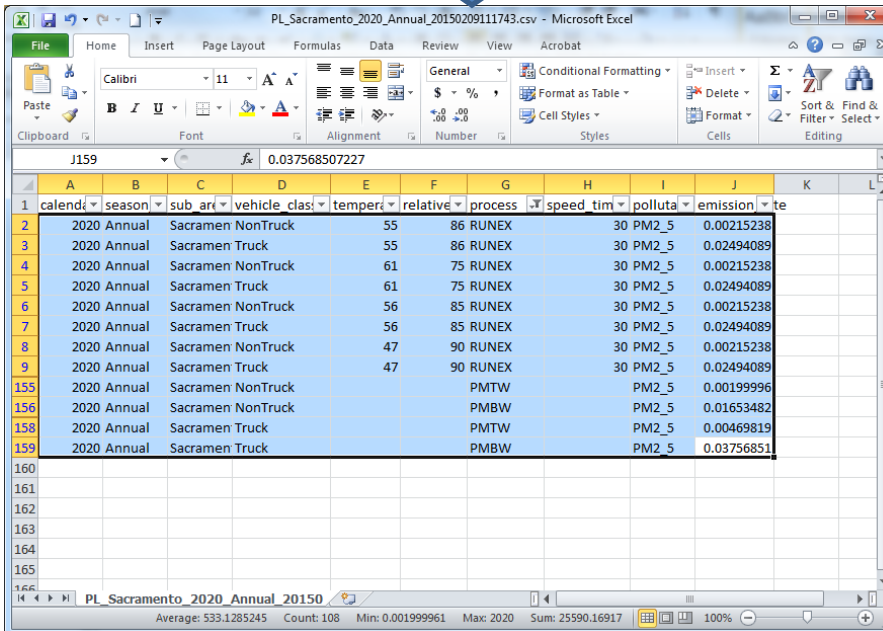 PL_Sacramento_2020_Annual_20150209111743.csv - Microsoft Excel
File Home Insert Page Layout Formulas Data Review View Acrobat
Paste Calibri 11 A A General Conditional Formatting Insert Σ
B I U A $ % , Format as Table Delete Sort & Find &
.00 .00 Cell Styles Format Filter Select
Clipboard Font Alignment Number Styles Cells Editing
J159 fx 0.037568507227
A B C D E F G H I J K L
1 calenda season sub_are vehicle_clas: tempera relative process speed_tim polluta emission_ te
2 2020 Annual Sacramen NonTruck 55 86 RUNEX 30 PM2_5 0.00215238
3 2020 Annual Sacramen Truck 55 86 RUNEX 30 PM2_5 0.02494089
4 2020 Annual Sacramen NonTruck 61 75 RUNEX 30 PM2_5 0.00215238
5 2020 Annual Sacramen Truck 61 75 RUNEX 30 PM2_5 0.02494089
6 2020 Annual Sacramen NonTruck 56 85 RUNEX 30 PM2_5 0.00215238
7 2020 Annual Sacramen Truck 56 85 RUNEX 30 PM2_5 0.02494089
8 2020 Annual Sacramen NonTruck 47 90 RUNEX 30 PM2_5 0.00215238
9 2020 Annual Sacramen Truck 47 90 RUNEX 30 PM2_5 0.02494089
155 2020 Annual Sacramen NonTruck PMTW PM2_5 0.00199996
156 2020 Annual Sacramen NonTruck PMBW PM2_5 0.01653482
158 2020 Annual Sacramen Truck PMTW PM2_5 0.00469819
159 2020 Annual Sacramen Truck PMBW PM2_5 0.03756851
160
161
162
163
164
165
166
PL_Sacramento_2020_Annual_20150
Average: 533.1285245 Count: 108 Min: 0.001999961 Max: 2020 Sum: 25590.16917 100%